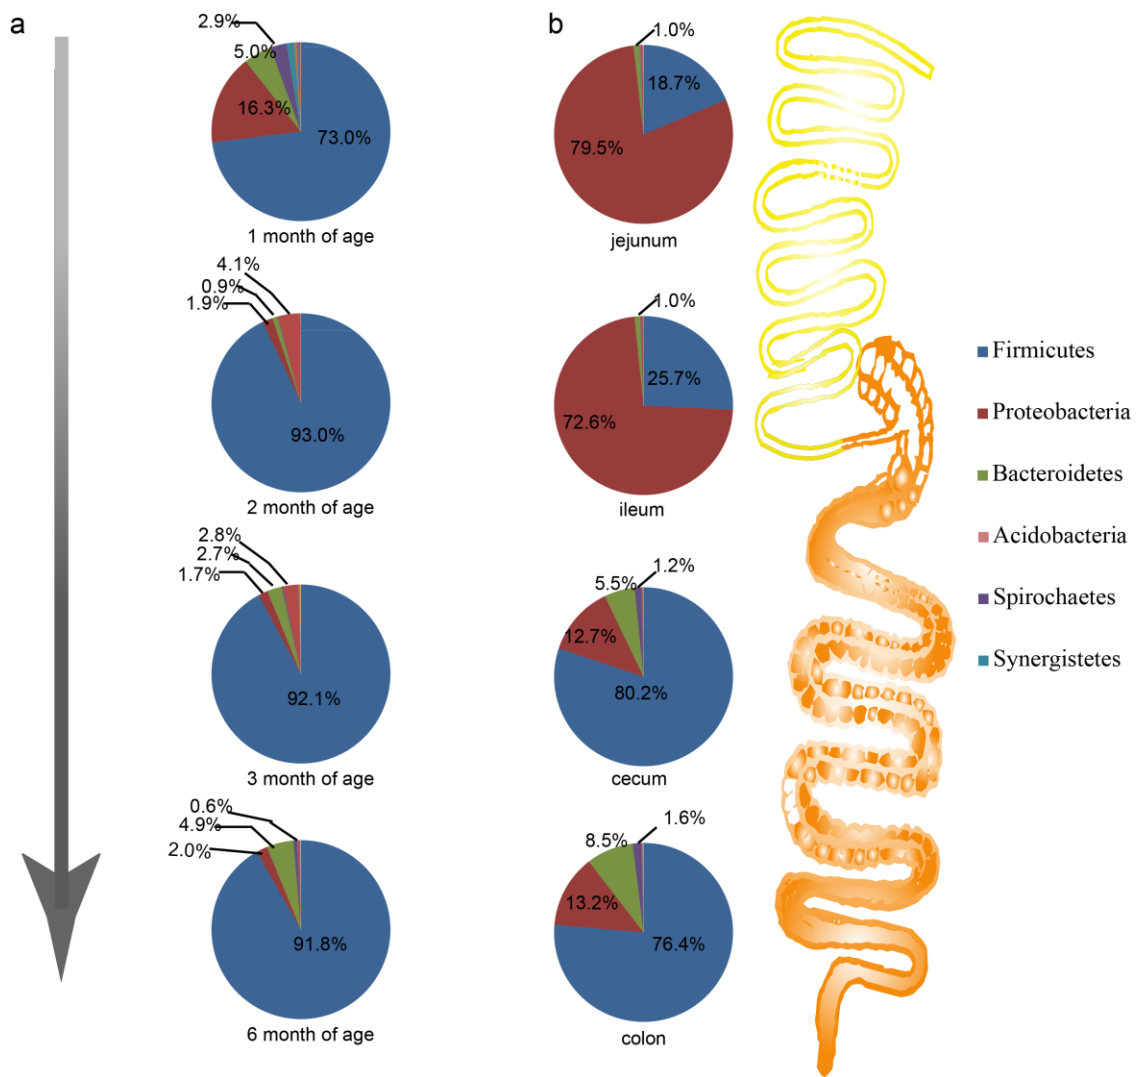 a
2.9%
5.0%
16.3%
73.0%
1 month of age
4.1%
0.9%
1.9%
93.0%
2 month of age
2.8%
2.7%
1.7%
92.1%
3 month of age
0.6%
4.9%
2.0%
91.8%
6 month of age
b
1.0%
18.7%
79.5%
jejunum
1.0%
25.7%
72.6%
ileum
1.2%
5.5%
12.7%
80.2%
cecum
1.6%
8.5%
13.2%
76.4%
colon
Firmicutes
Proteobacteria
Bacteroidetes
Acidobacteria
Spirochaetes
Synergistetes